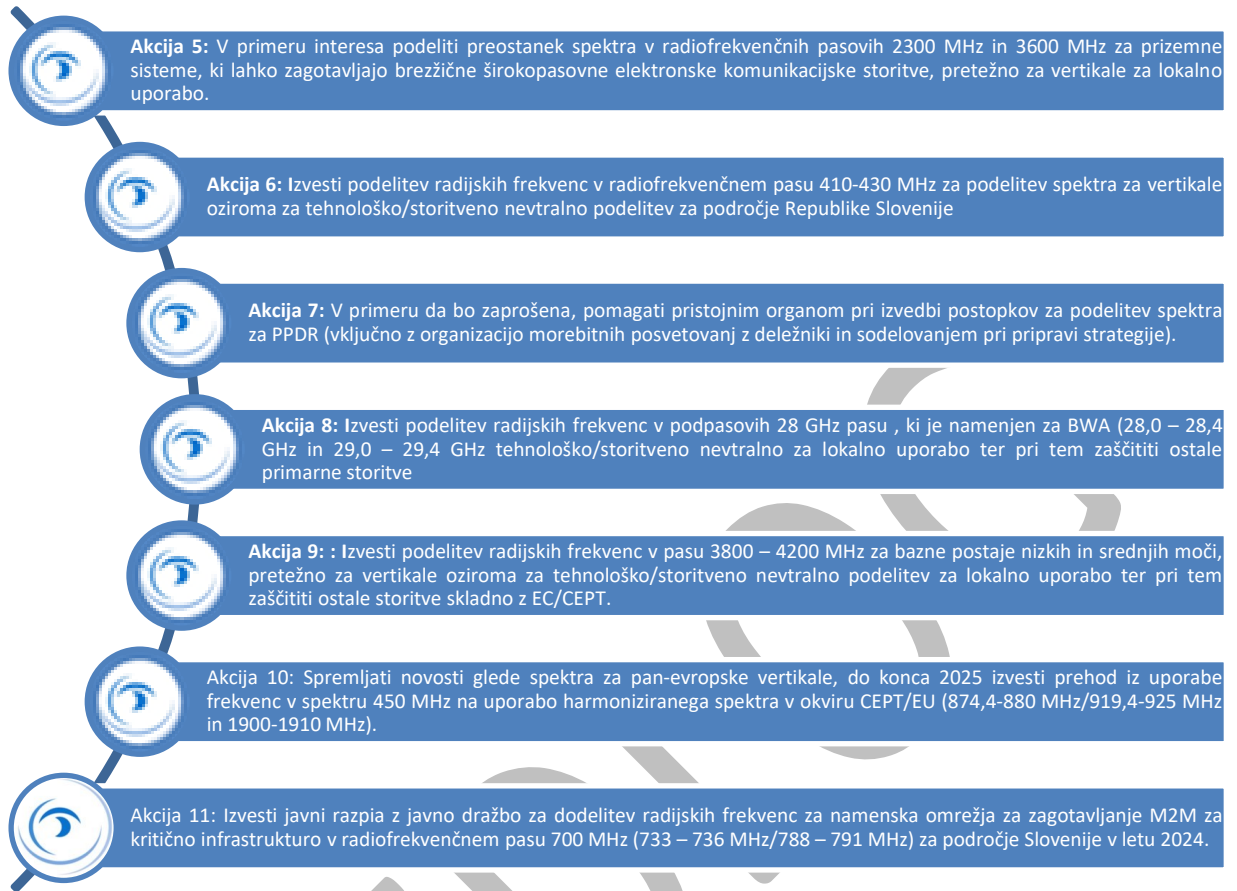 Akcija 5: V primeru interesa podeliti preostanek spektra v radiofrekvenčnih pasovih 2300 MHz in 3600 MHz za prizemne
sisteme, ki lahko zagotavljajo brezžične širokopasovne elektronske komunikacijske storitve, pretežno za vertikale za lokalno
uporabo.
Akcija 6: Izvesti podelitev radijskih frekvenc v radiofrekvenčnem pasu 410-430 MHz za podelitev spektra za vertikale
oziroma za tehnološko/storitveno nevtralno podelitev za področje Republike Slovenije
Akcija 7: V primeru da bo zaprošena, pomagati pristojnim organom pri izvedbi postopkov za podelitev spektra
za PPDR (vključno z organizacijo morebitnih posvetovanj z deležniki in sodelovanjem pri pripravi strategije).
Akcija 8: Izvesti podelitev radijskih frekvenc v podpasovih 28 GHz pasu , ki je namenjen za BWA (28,0 – 28,4
GHz in 29,0 – 29,4 GHz tehnološko/storitveno nevtralno za lokalno uporabo ter pri tem zaščititi ostale
primarne storitve
Akcija 9: : Izvesti podelitev radijskih frekvenc v pasu 3800 – 4200 MHz za bazne postaje nizkih in srednjih moči,
pretežno za vertikale oziroma za tehnološko/storitveno nevtralno podelitev za lokalno uporabo ter pri tem
zaščititi ostale storitve skladno z EC/CEPT.
Akcija 10: Spremljati novosti glede spektra za pan-evropske vertikale, do konca 2025 izvesti prehod iz uporabe
frekvenc v spektru 450 MHz na uporabo harmoniziranega spektra v okviru CEPT/EU (874,4-880 MHz/919,4-925 MHz
in 1900-1910 MHz).
Akcija 11: Izvesti javni razpia z javno dražbo za dodelitev radijskih frekvenc za namenska omrežja za zagotavljanje M2M za
kritično infrastrukturo v radiofrekvenčnem pasu 700 MHz (733 – 736 MHz/788 – 791 MHz) za področje Slovenije v letu 2024.